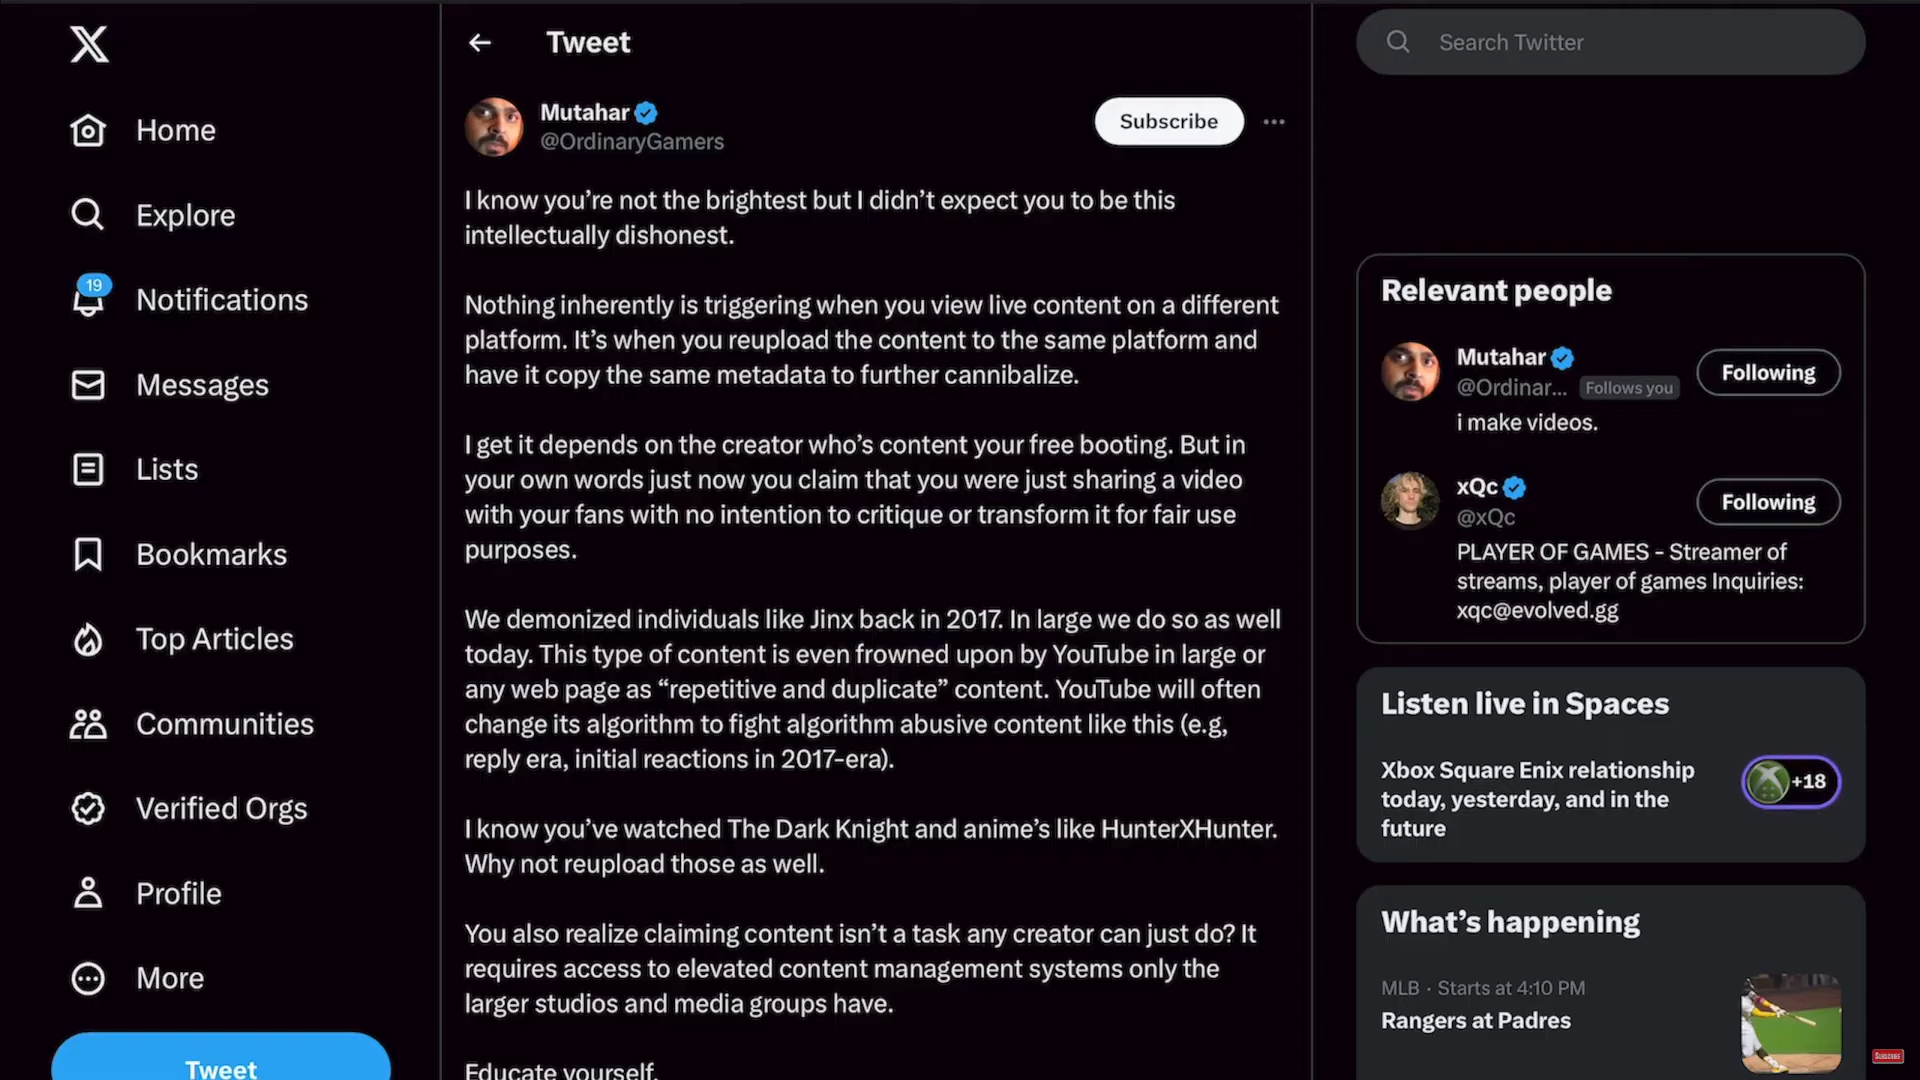 Home
Explore
19
Notifications
Messages
Lists
Bookmarks
Top Articles
Communities
Verified Orgs
Profile
More
Tweet
Tweet
Mutahar
@OrdinaryGamers
Subscribe
I know you're not the brightest but I didn't expect you to be this
intellectually dishonest.
Nothing inherently is triggering when you view live content on a different
platform. It's when you reupload the content to the same platform and
have it copy the same metadata to further cannibalize.
I get it depends on the creator who's content your free booting. But in
your own words just now you claim that you were just sharing a video
with your fans with no intention to critique or transform it for fair use
purposes.
We demonized individuals like Jinx back in 2017. In large we do so as well
today. This type of content is even frowned upon by YouTube in large or
any web page as “repetitive and duplicate” content. YouTube will often
change its algorithm to fight algorithm abusive content like this (e.g,
reply era, initial reactions in 2017-era).
I know you've watched The Dark Knight and anime's like HunterXHunter.
Why not reupload those as well.
You also realize claiming content isn't a task any creator can just do? It
requires access to elevated content management systems only the
larger studios and media groups have.
Educate yourself.
Search Twitter
Relevant people
Mutahar
@Ordinar... Follows you
Following
i make videos.
xQc
@xQc
Following
PLAYER OF GAMES - Streamer of
streams, player of games Inquiries:
xqc@evolved.gg
Listen live in Spaces
Xbox Square Enix relationship
today, yesterday, and in the
future
+18
What's happening
MLB · Starts at 4:10 PM
Rangers at Padres
SUBSCRIBE